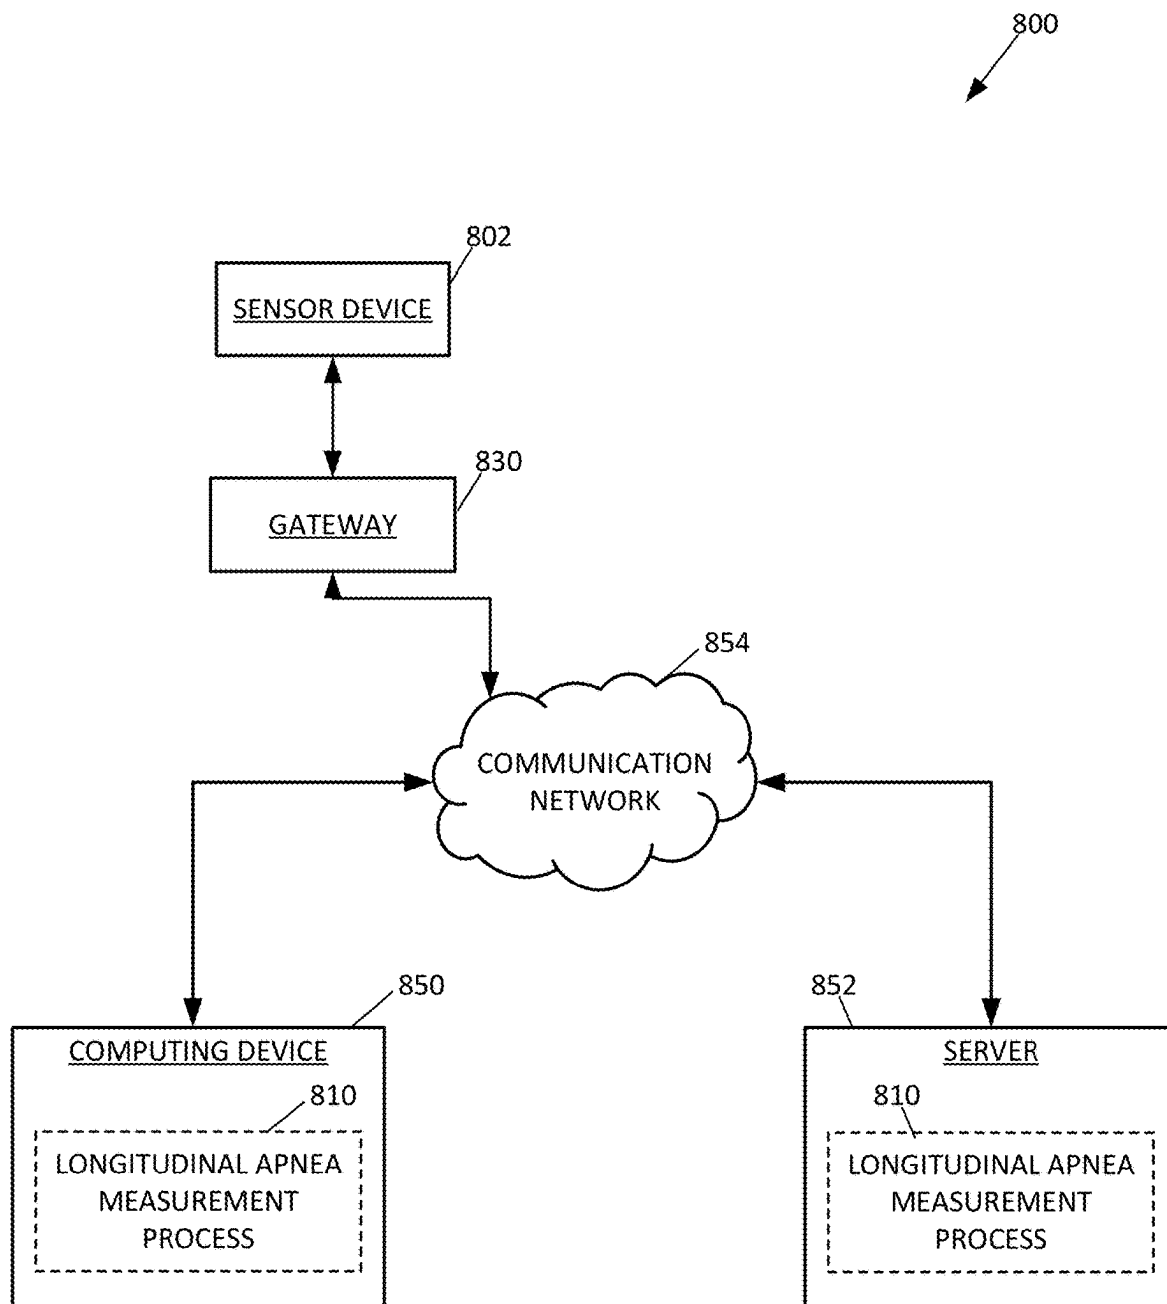 800
802
SENSOR DEVICE
830
GATEWAY
854
COMMUNICATION
NETWORK
850
COMPUTING DEVICE
810
LONGITUDINAL APNEA
MEASUREMENT
PROCESS
852
SERVER
810
LONGITUDINAL APNEA
MEASUREMENT
PROCESS